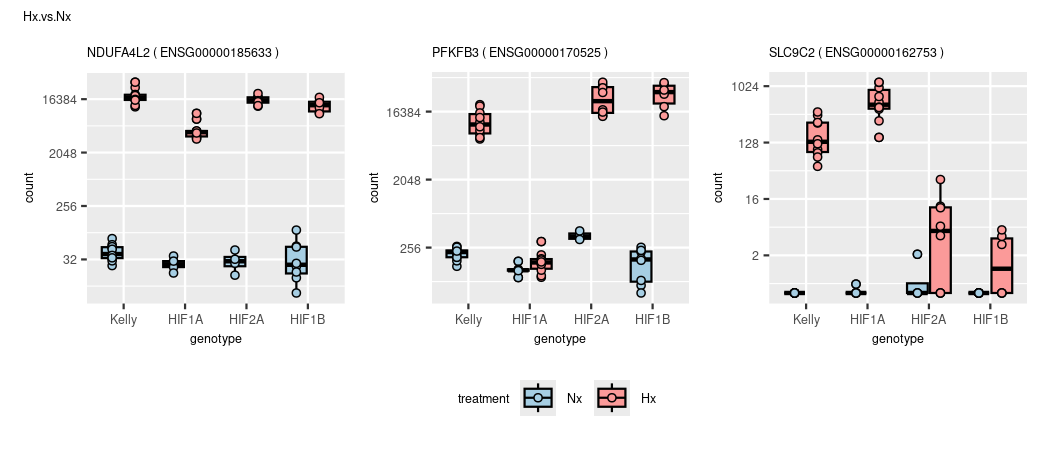 Hx.vs.Nx
NDUFA4L2 ( ENSG00000185633 )
count
16384
2048
256
32
Kelly HIF1A HIF2A HIF1B
genotype
PFKFB3 ( ENSG00000170525 )
count
16384
2048
256
Kelly HIF1A HIF2A HIF1B
genotype
SLC9C2 ( ENSG00000162753 )
count
1024
128
16
2
Kelly HIF1A HIF2A HIF1B
genotype
treatment Nx Hx